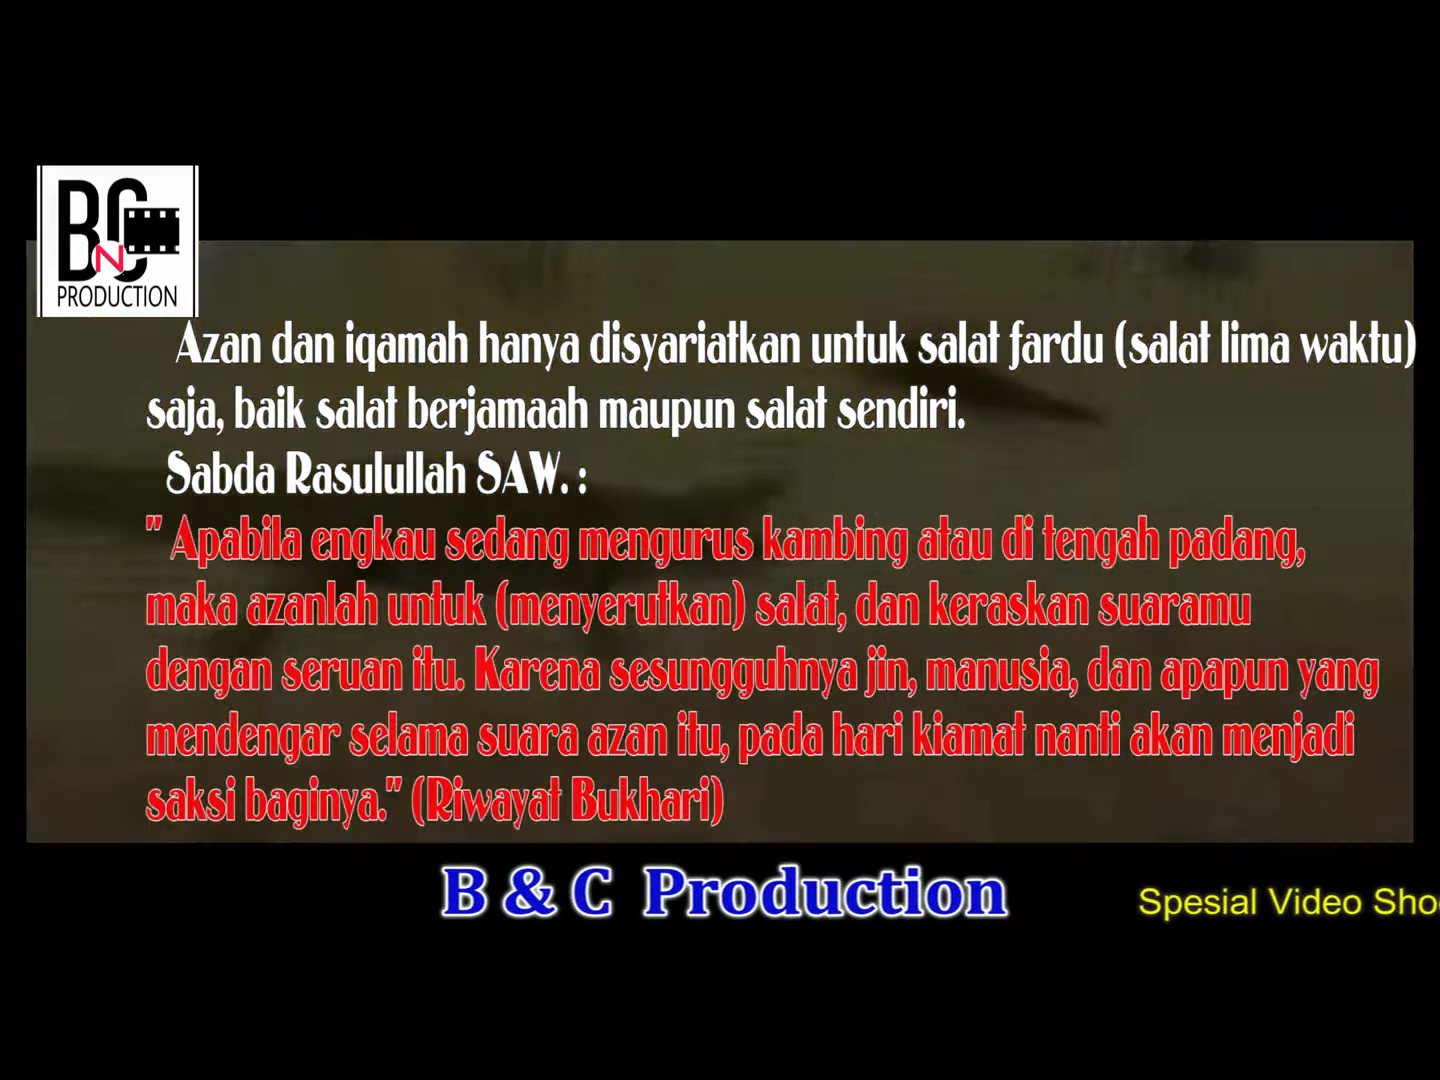 BNC
PRODUCTION
Azan dan iqamah hanya disyariatkan untuk salat fardu (salat lima waktu)
saja, baik salat berjamaah maupun salat sendiri.
Sabda Rasulullah SAW. :
" Apabila engkau sedang mengurus kambing atau di tengah padang,
maka azanlah untuk (menyerutkan) salat, dan keraskan suaramu
dengan seruan itu. Karena sesungguhnya jin, manusia, dan apapun yang
mendengar selama suara azan itu, pada hari kiamat nanti akan menjadi
saksi baginya." (Riwayat Bukhari)
B & C Production
Spesial Video Sho